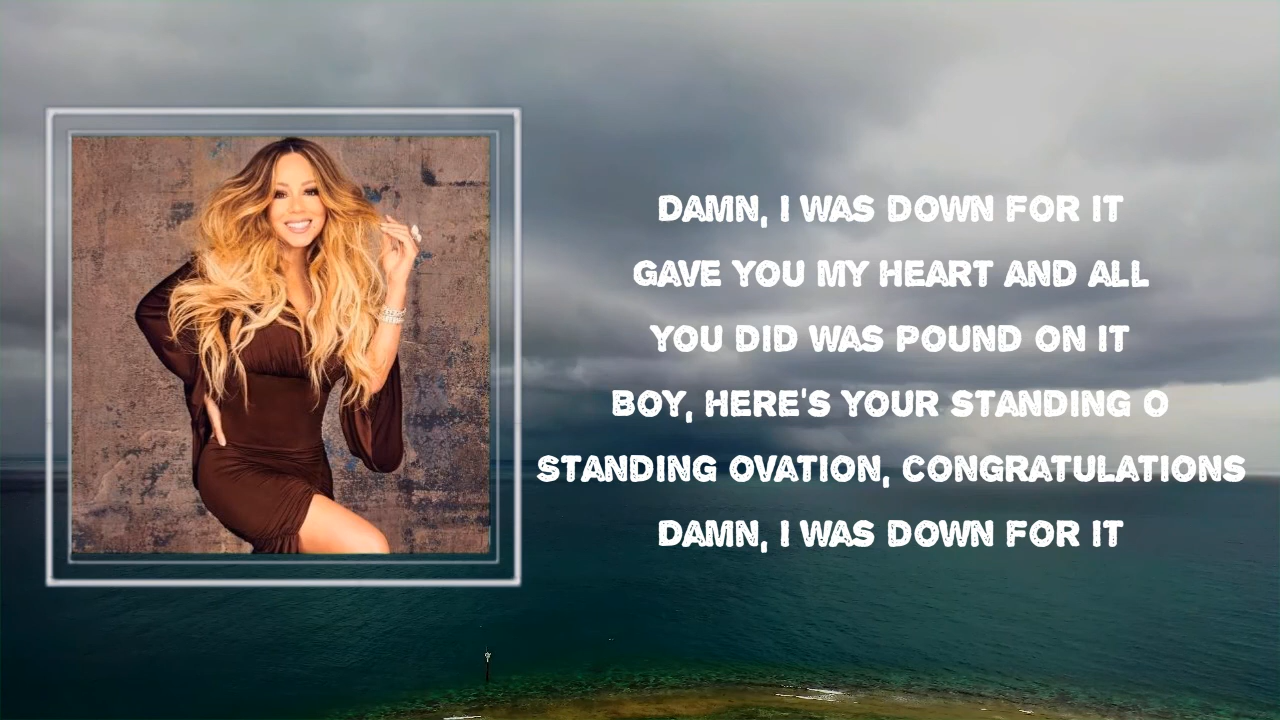 DAMN, I WAS DOWN FOR IT
GAVE YOU MY HEART AND ALL
YOU DID WAS POUND ON IT
BOY, HERE'S YOUR STANDING O
STANDING OVATION, CONGRATULATIONS
DAMN, I WAS DOWN FOR IT